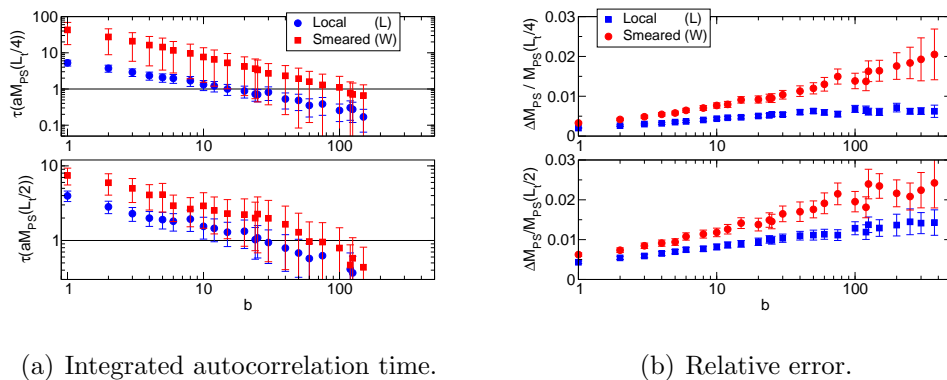 Local (L)
Smeared (W)
τ(aM_PS(L_t/4))
100
10
1
0.1
τ(aM_PS(L_t/2))
10
1
1
10
100
b
Local (L)
Smeared (W)
ΔM_PS / M_PS(L_t/4)
0.03
0.02
0.01
0
ΔM_PS/M_PS(L_t/2)
0.03
0.02
0.01
0
1
10
100
b
(a) Integrated autocorrelation time.
(b) Relative error.